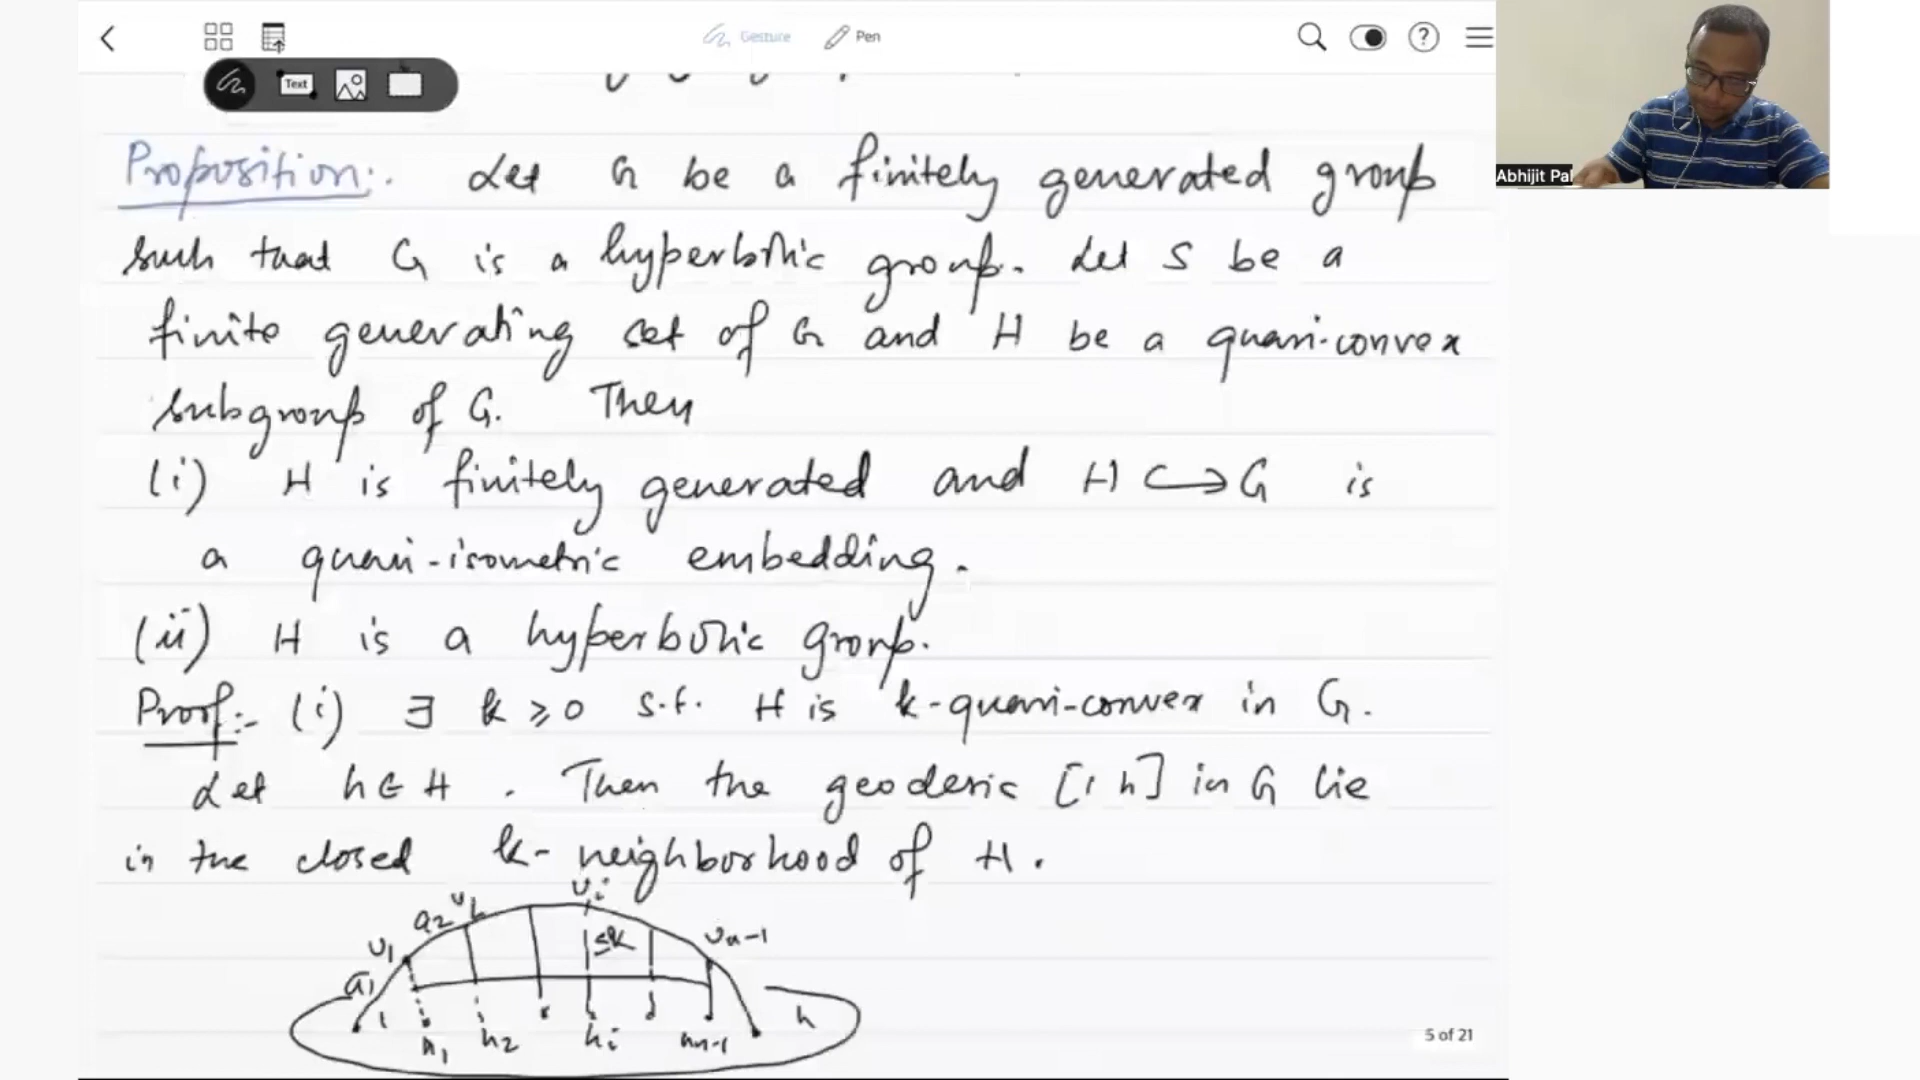 Gesture
Pen
Text
Abhijit Pal
Proposition:. Let G be a finitely generated group
such that G is a hyperbolic group. Let S be a
finite generating set of G and H be a quasi-convex
subgroup of G. Then
(i) H is finitely generated and H ↪ G is
a quasi-isometric embedding.
(ii) H is a hyperbolic group.
Proof:- (i) ∃ k ≥ 0 s.t. H is k-quasi-convex in G.
Let h ∈ H. Then the geodesic [1 h] in G lie
in the closed k-neighborhood of H.
a1 v1 a2 v2 vi ≤k vn-1
1 h1 h2 hi hn-1 h
5 of 21